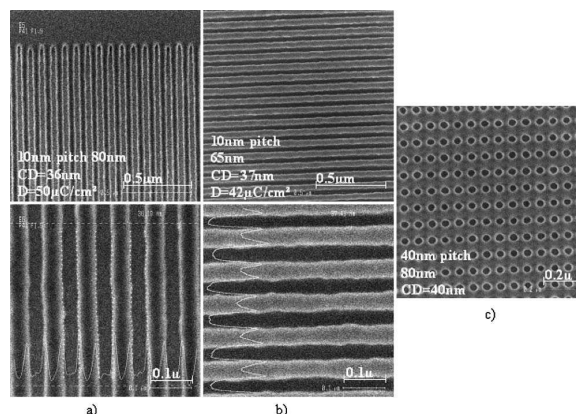 10nm pitch 80nm
CD=36nm
D=50µC/cm²
0.5µm
10nm pitch
65nm
CD=37nm
D=42µC/cm²
0.5µm
0.1u
0.1u
40nm pitch
80nm
CD=40nm
0.2u
a)
b)
c)